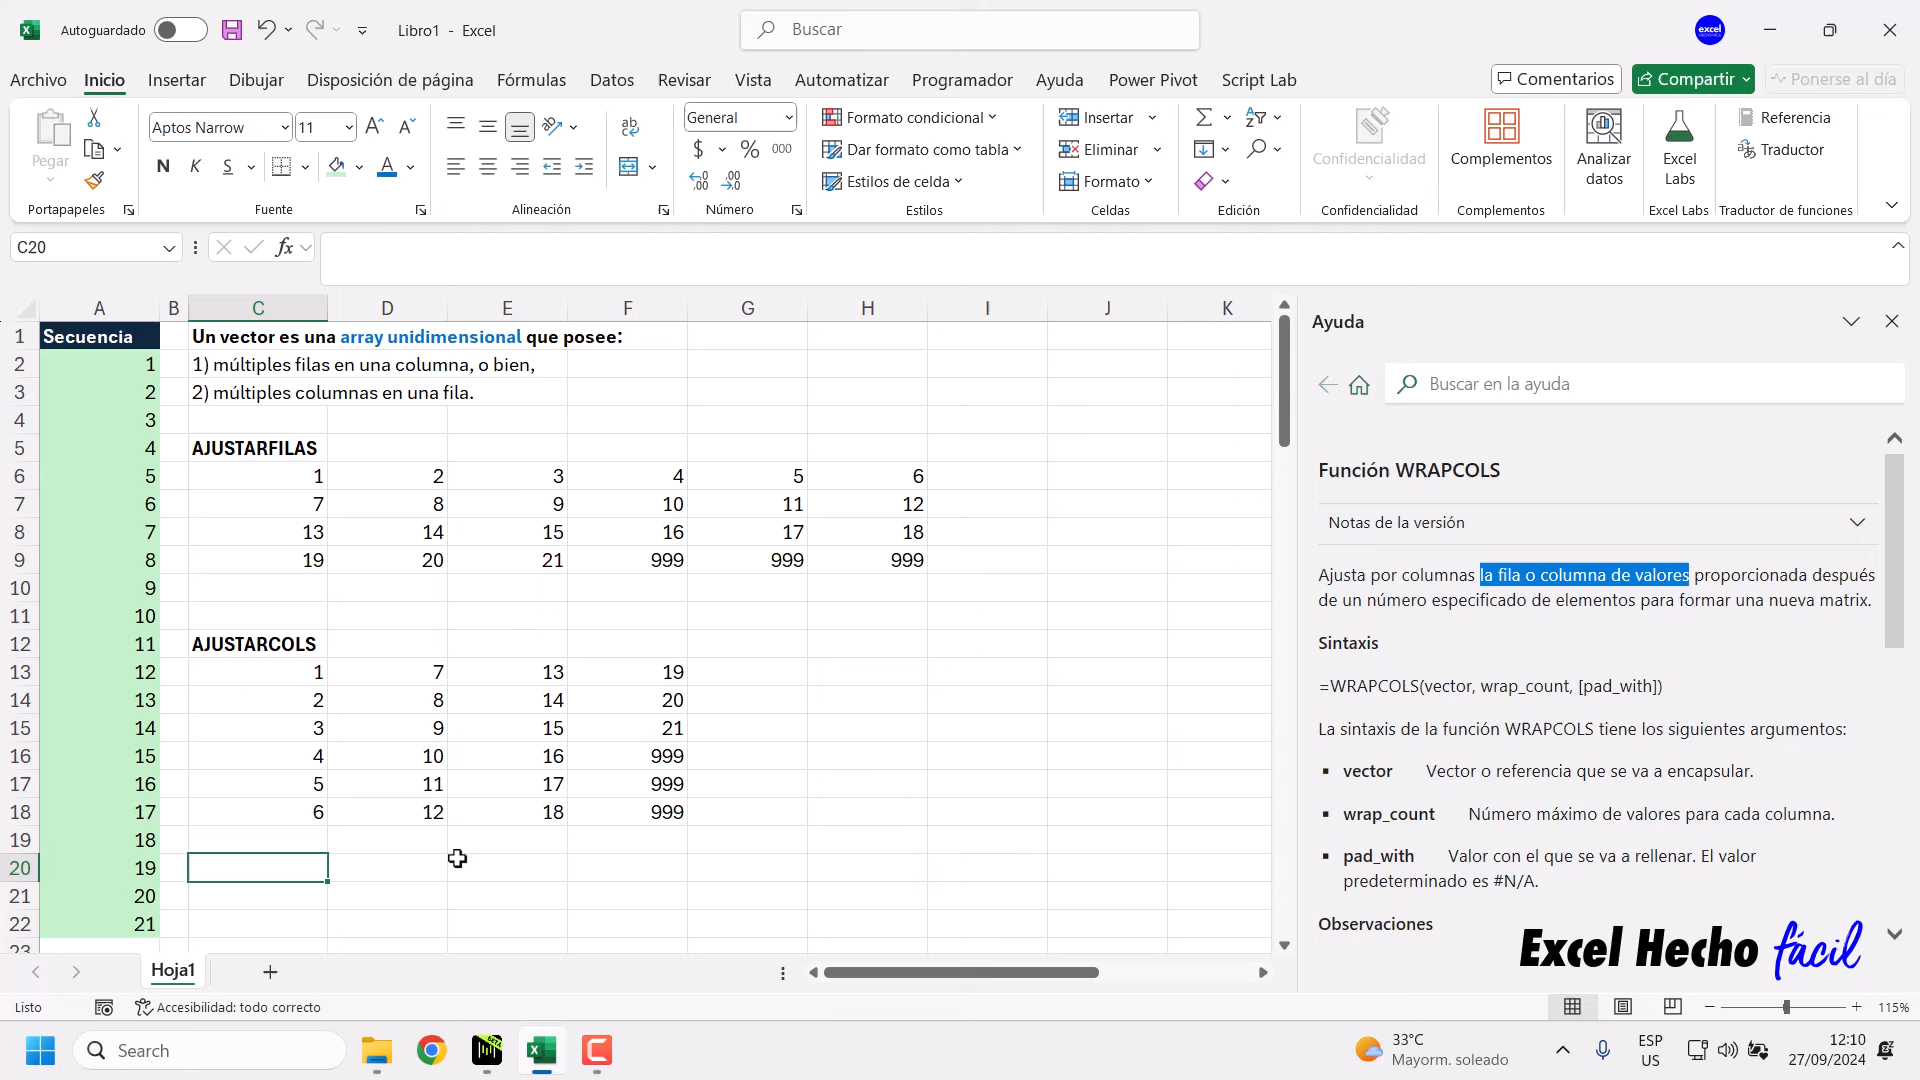 Autoguardado
Libro1 - Excel
Buscar
excel
Archivo Inicio Insertar Dibujar Disposición de página Fórmulas Datos Revisar Vista Automatizar Programador Ayuda Power Pivot Script Lab
Comentarios Compartir Ponerse al día
Pegar
Portapapeles
Aptos Narrow 11
N K S A
Fuente
Alineación
General
$ % 000
Número
Formato condicional
Dar formato como tabla
Estilos de celda
Estilos
Insertar
Eliminar
Formato
Celdas
Edición
Confidencialidad
Confidencialidad
Complementos
Complementos
Analizar datos
Excel Labs
Excel Labs
Referencia
Traductor
Traductor de funciones
C20 fx
A B C D E F G H I J K
1 Secuencia Un vector es una array unidimensional que posee:
2 1 1) múltiples filas en una columna, o bien,
3 2 2) múltiples columnas en una fila.
4 3
5 4 AJUSTARFILAS
6 5 1 2 3 4 5 6
7 6 7 8 9 10 11 12
8 7 13 14 15 16 17 18
9 8 19 20 21 999 999 999
10 9
11 10
12 11 AJUSTARCOLS
13 12 1 7 13 19
14 13 2 8 14 20
15 14 3 9 15 21
16 15 4 10 16 999
17 16 5 11 17 999
18 17 6 12 18 999
19 18
20 19
21 20
22 21
23
Ayuda
Buscar en la ayuda
Función WRAPCOLS
Notas de la versión
Ajusta por columnas la fila o columna de valores proporcionada después
de un número especificado de elementos para formar una nueva matriz.
Sintaxis
=WRAPCOLS(vector, wrap_count, [pad_with])
La sintaxis de la función WRAPCOLS tiene los siguientes argumentos:
▪ vector Vector o referencia que se va a encapsular.
▪ wrap_count Número máximo de valores para cada columna.
▪ pad_with Valor con el que se va a rellenar. El valor
predeterminado es #N/A.
Observaciones
Excel Hecho fácil
Hoja1
Listo
Accesibilidad: todo correcto
115%
Search
33°C
Mayorm. soleado
ESP
US
12:10
27/09/2024